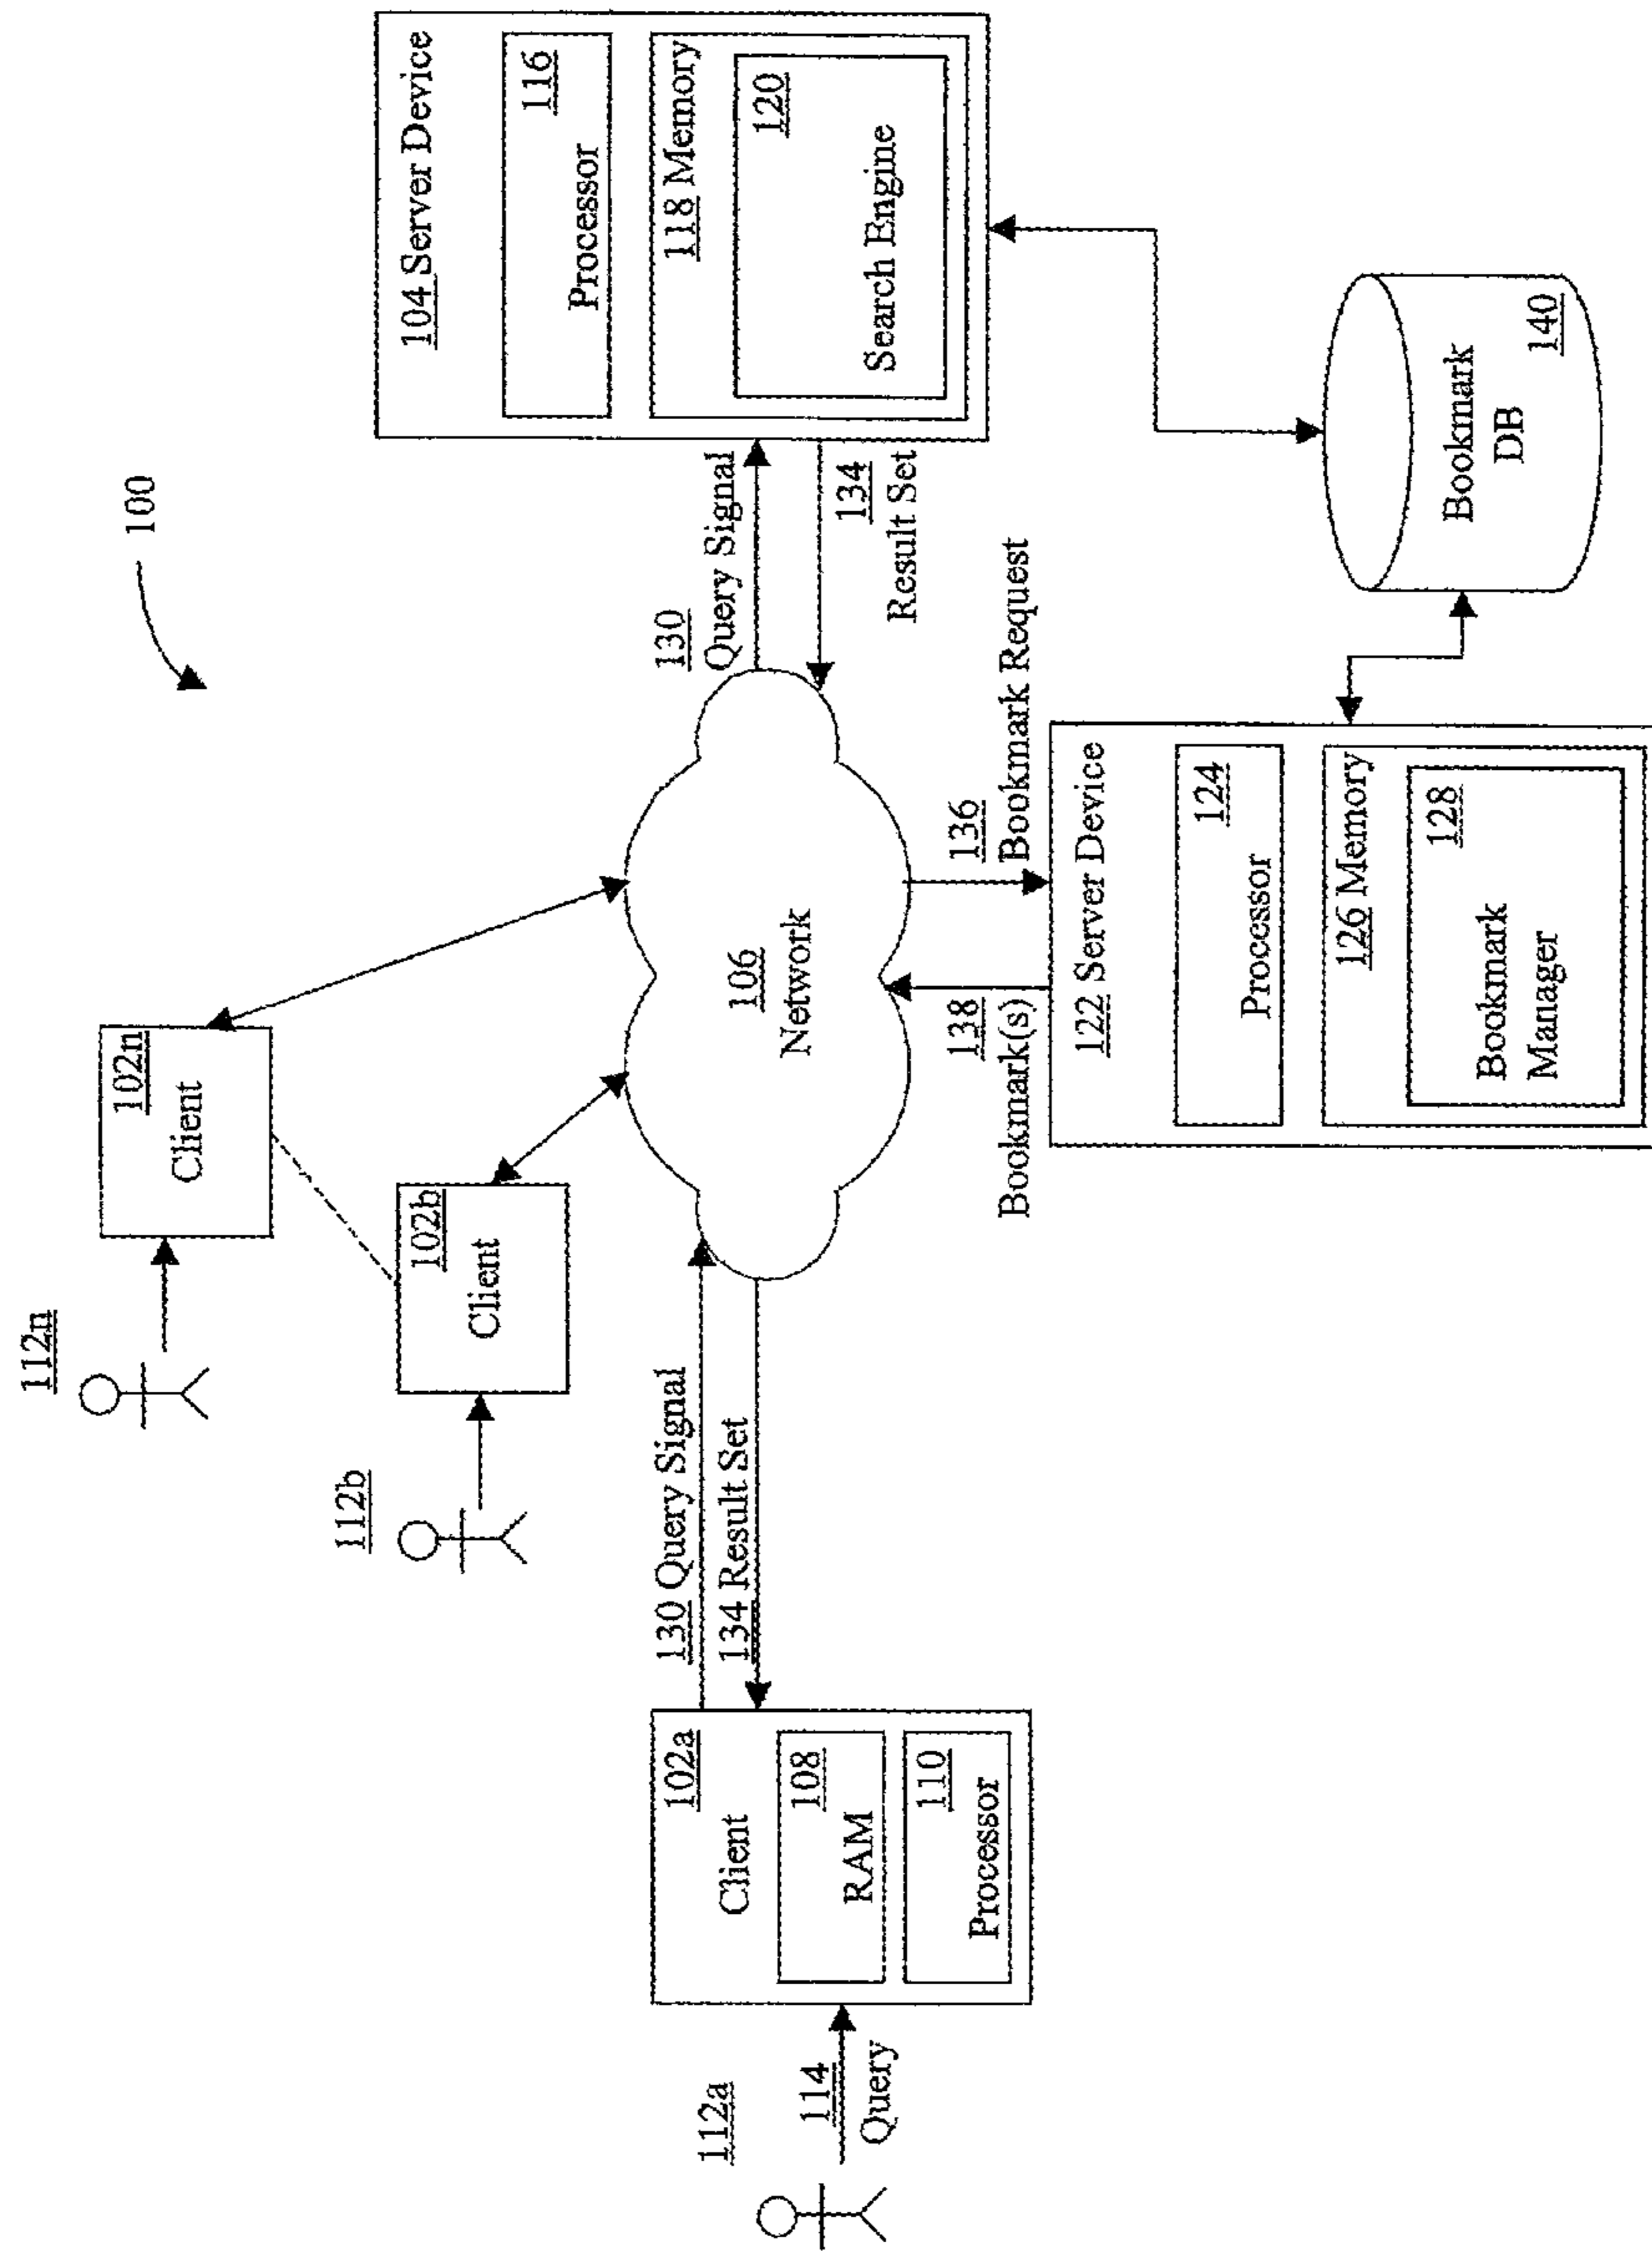 100
112n
102n
Client
112b
102b
Client
104 Server Device
116
Processor
118 Memory
120
Search Engine
130
Query Signal
134
Result Set
130 Query Signal
134 Result Set
106
Network
112a
114
Query
102a
Client
108
RAM
110
Processor
138
Bookmark(s)
136
Bookmark Request
122 Server Device
124
Processor
126 Memory
128
Bookmark
Manager
Bookmark
DB
140